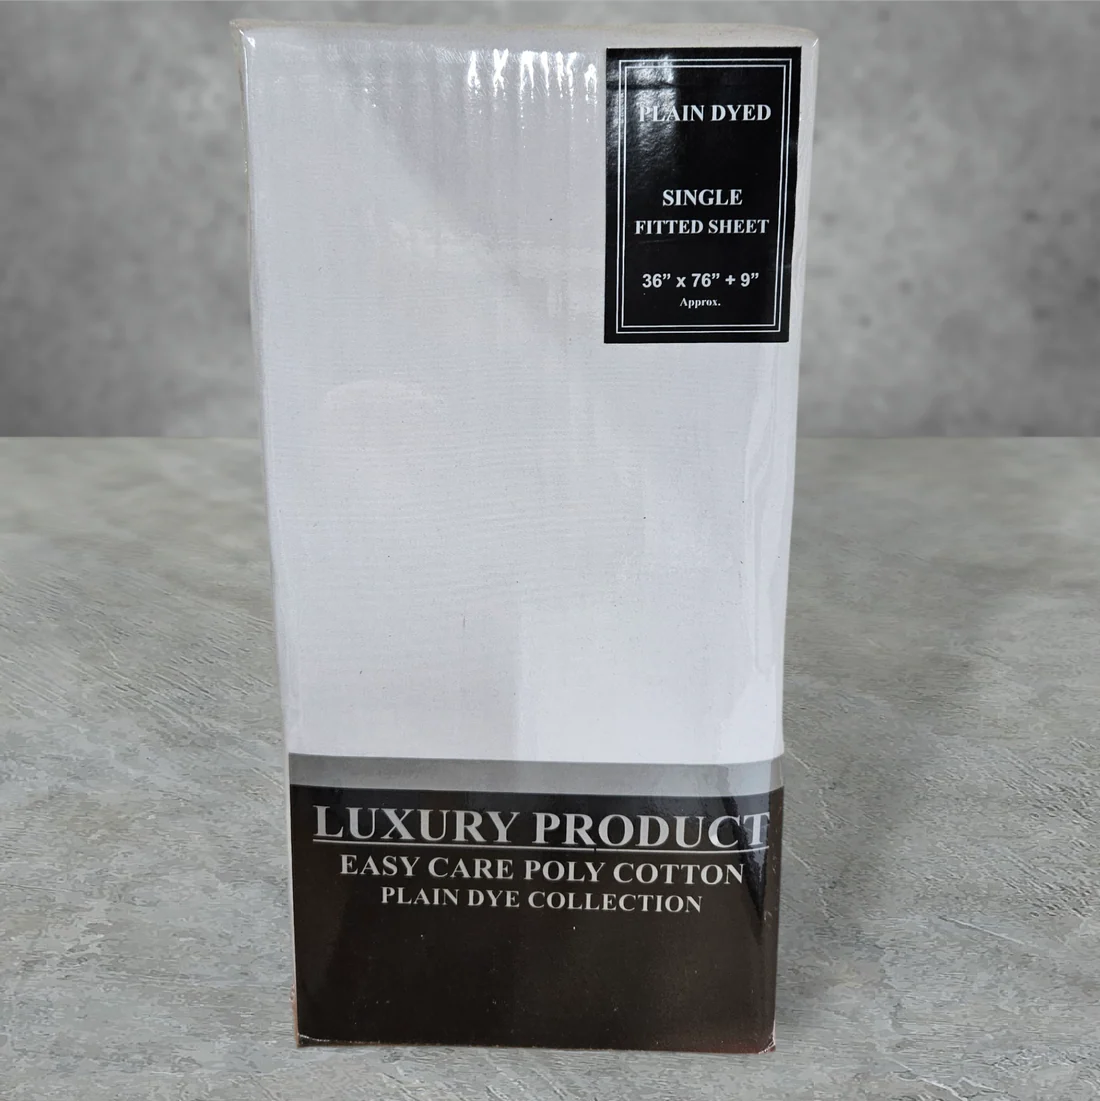 PLAIN DYED
SINGLE
FITTED SHEET
36” x 76” + 9”
Approx.
LUXURY PRODUCT
EASY CARE POLY COTTON
PLAIN DYE COLLECTION